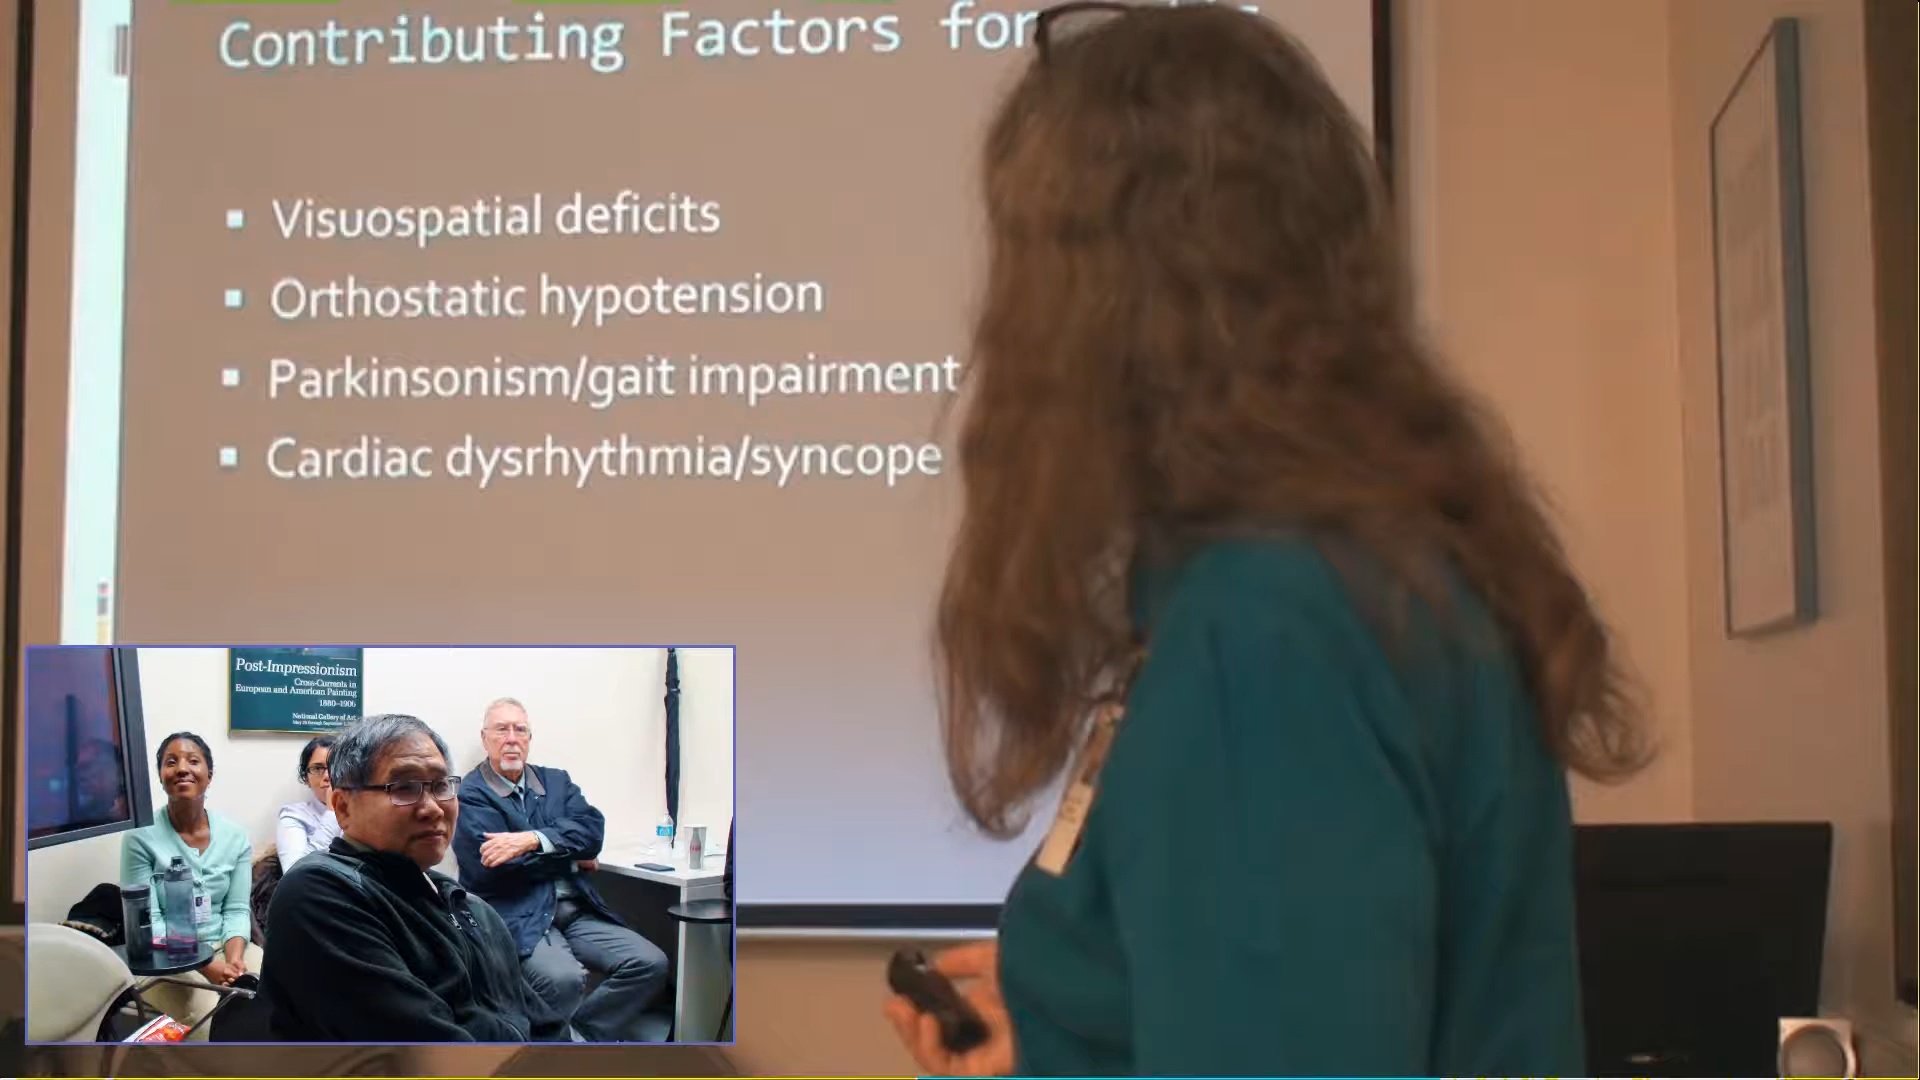 Contributing Factors for
Visuospatial deficits
Orthostatic hypotension
Parkinsonism/gait impairment
Cardiac dysrhythmia/syncope
Post-Impressionism
Cross-Currents in
European and American Painting
1880-1906
National Gallery of Art